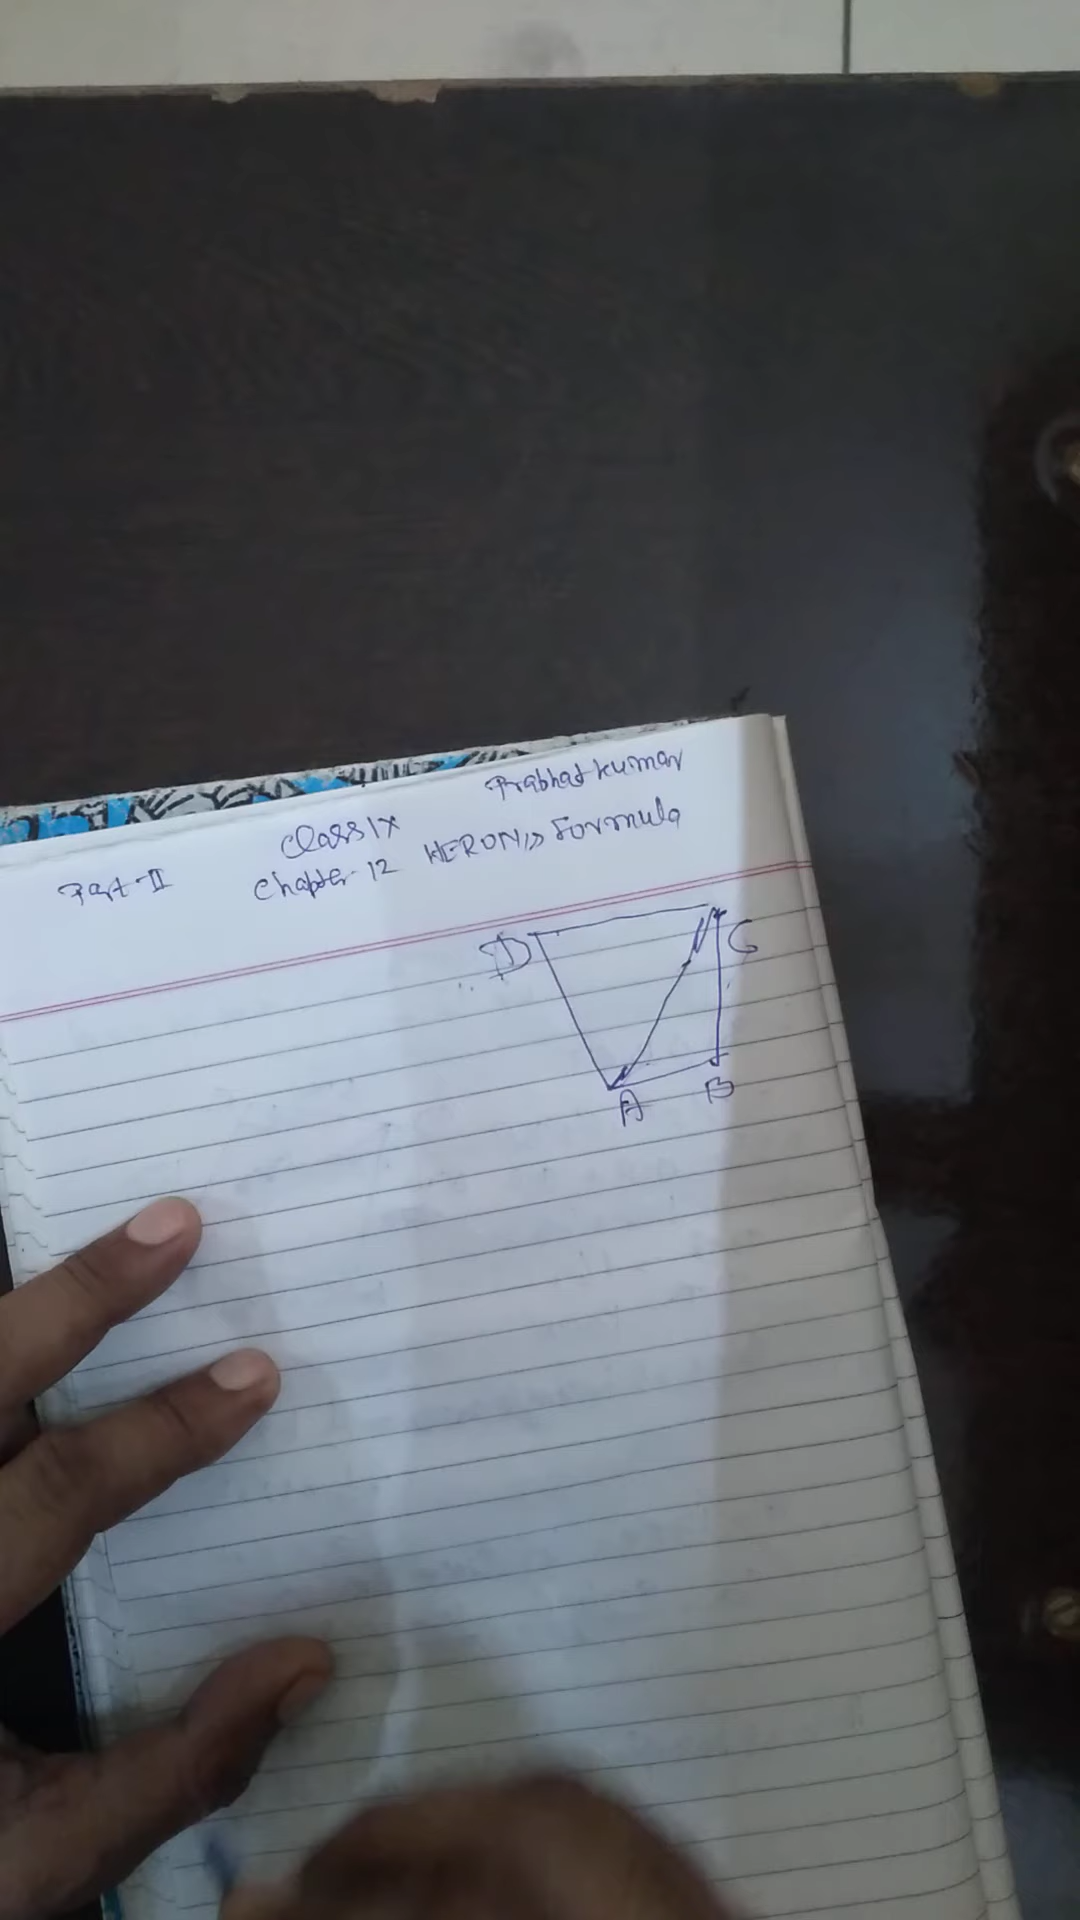 Prabhat kumar
Class IX
Part-II Chapter-12 HERON,s Formula
D C
A B